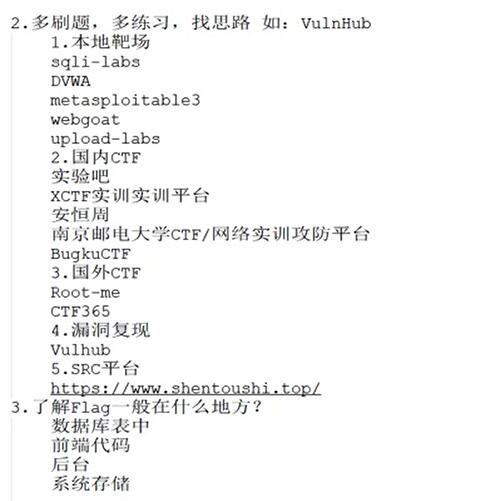 2.多刷题，多练习，找思路 如：VulnHub
1.本地靶场
sqli-labs
DVWA
metasploitable3
webgoat
upload-labs
2.国内CTF
实验吧
XCTF实训实训平台
安恒周
南京邮电大学CTF/网络实训攻防平台
BugkuCTF
3.国外CTF
Root-me
CTF365
4.漏洞复现
Vulhub
5.SRC平台
https://www.shentoushi.top/
3.了解Flag一般在什么地方？
数据库表中
前端代码
后台
系统存储